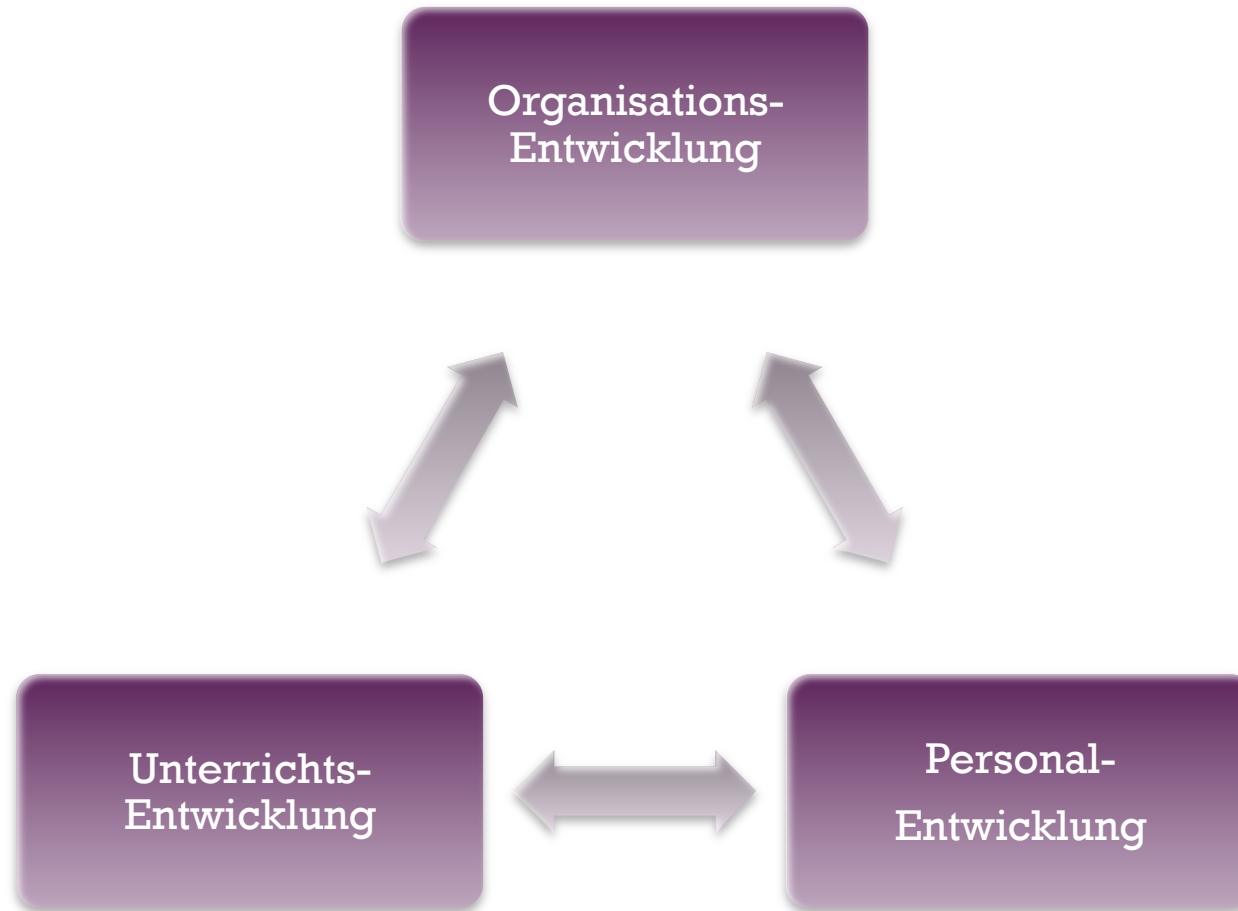 Organisations-
Entwicklung
Unterrichts-
Entwicklung
Personal-
Entwicklung